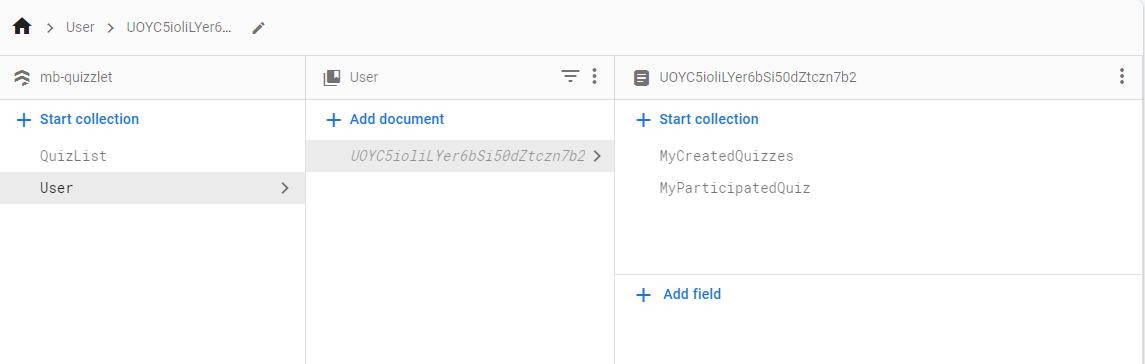 User UOYC5ioliLYer6...
mb-quizzlet
Start collection
QuizList
User
User
Add document
UOYC5ioliLYer6bSi50dZtczn7b2
UOYC5ioliLYer6bSi50dZtczn7b2
Start collection
MyCreatedQuizzes
MyParticipatedQuiz
Add field